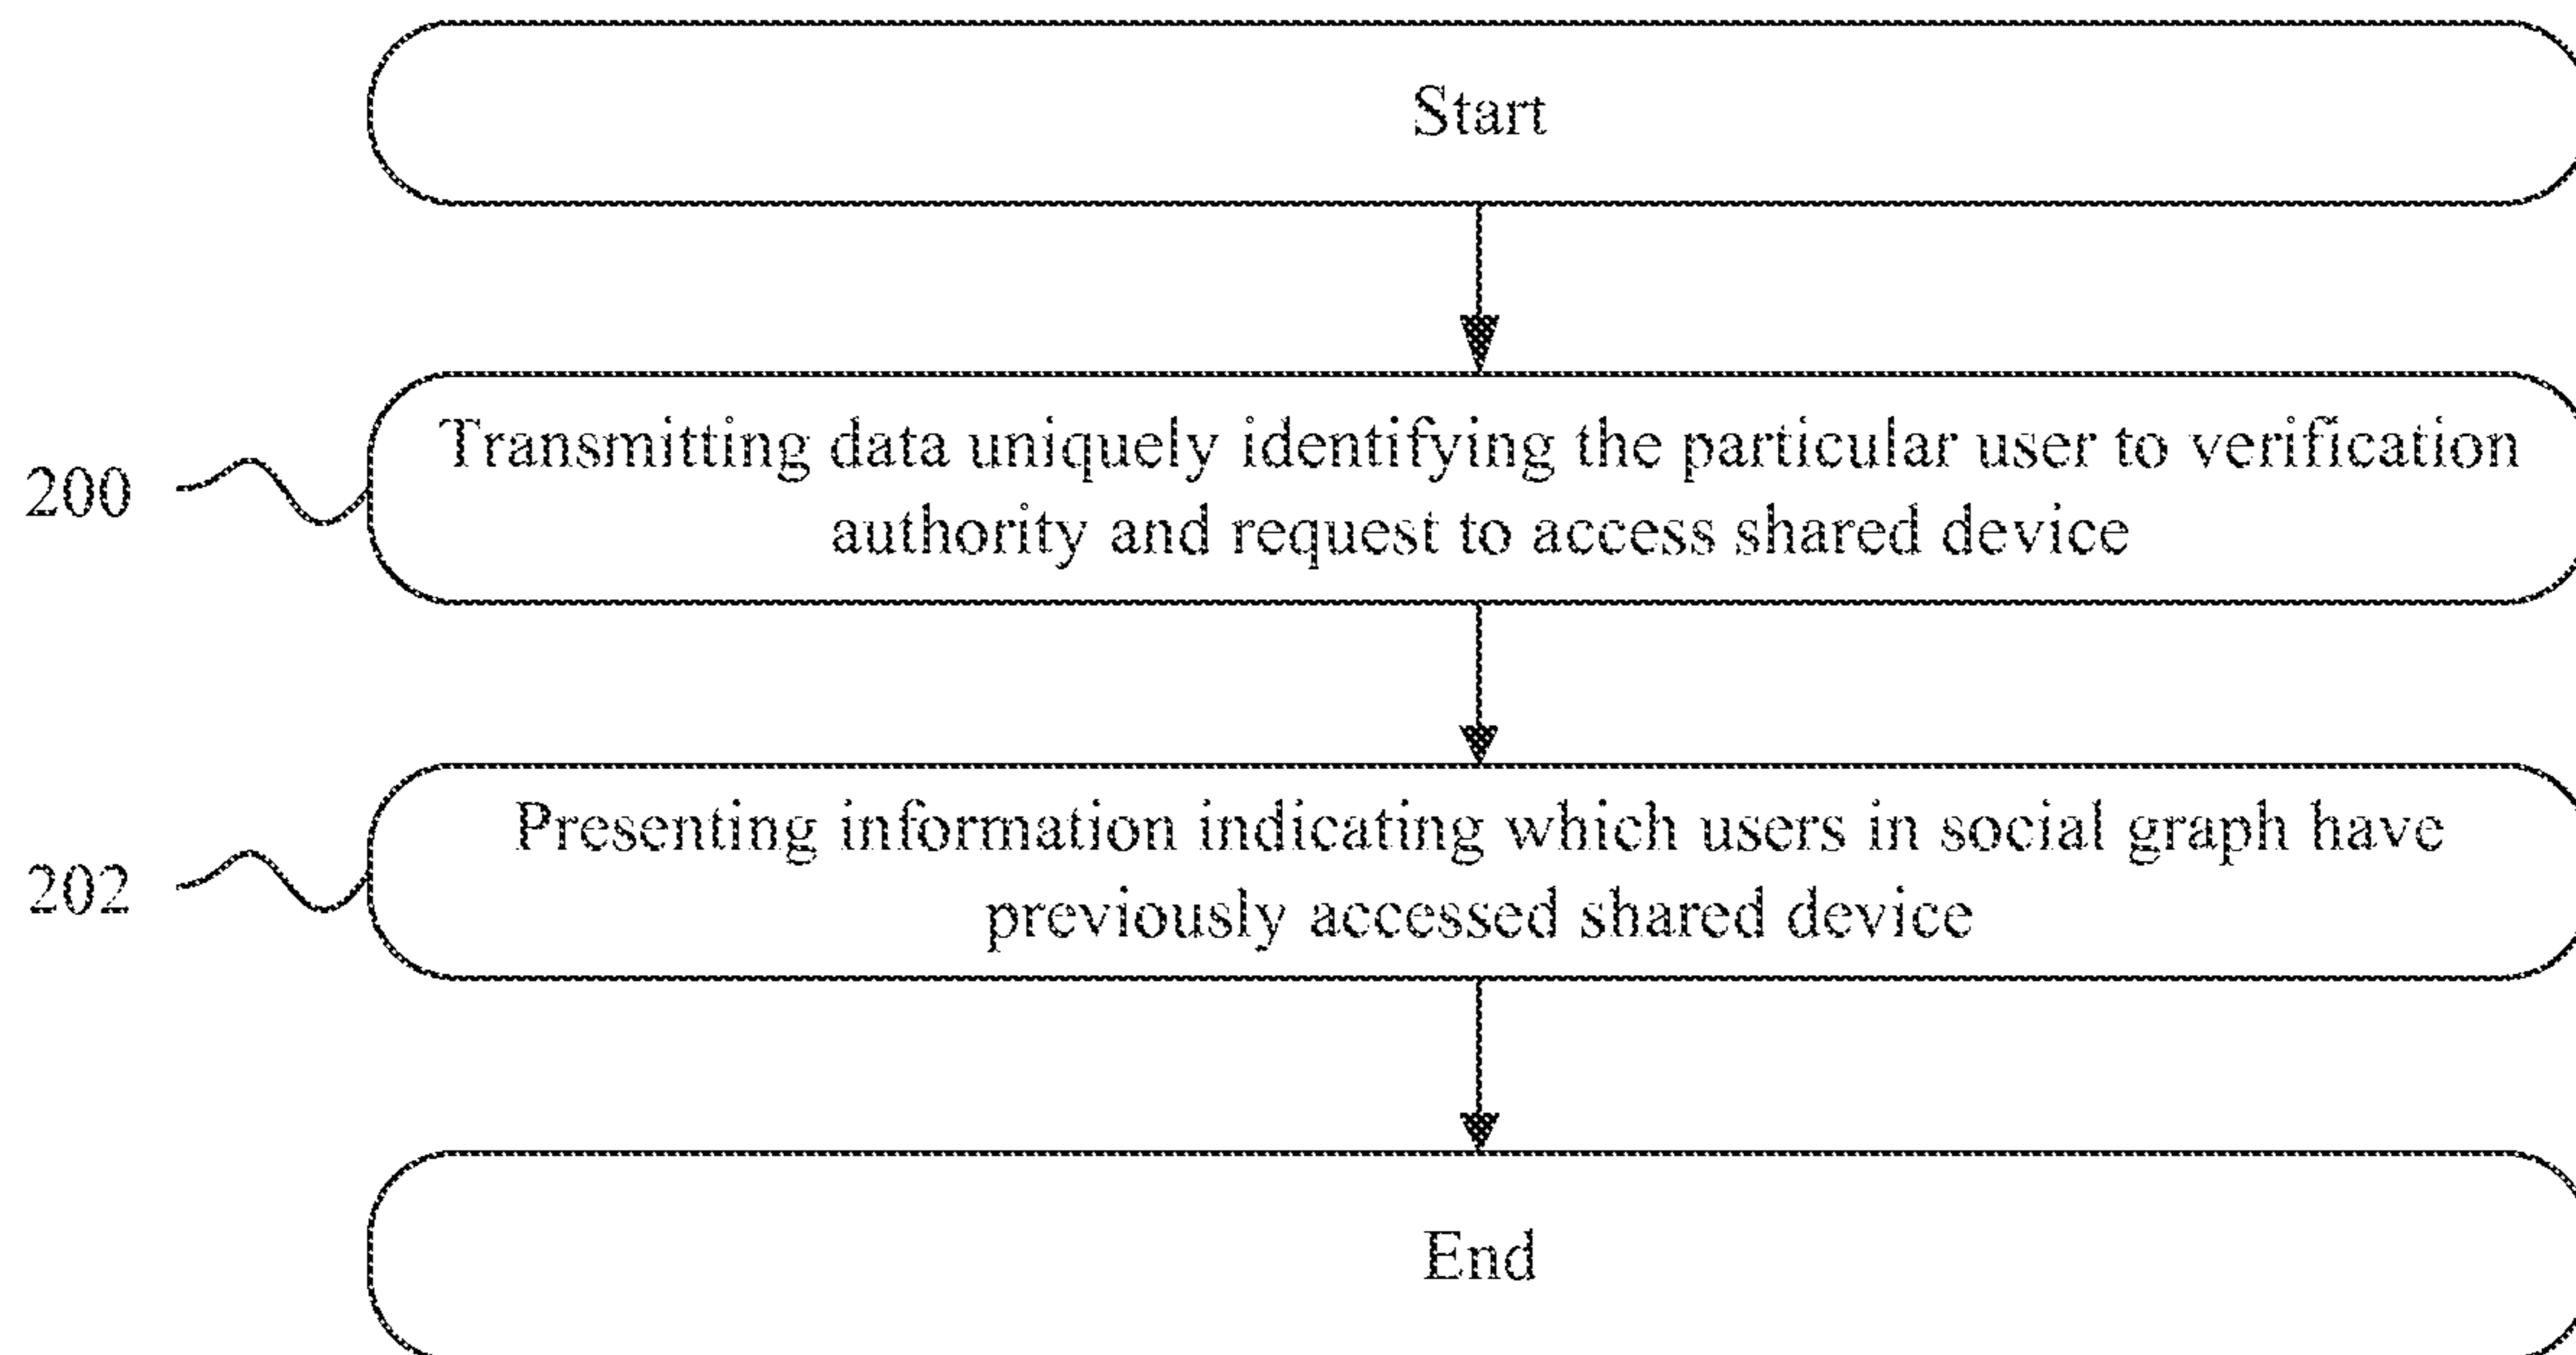 Start
200
Transmitting data uniquely identifying the particular user to verification
authority and request to access shared device
202
Presenting information indicating which users in social graph have
previously accessed shared device
End